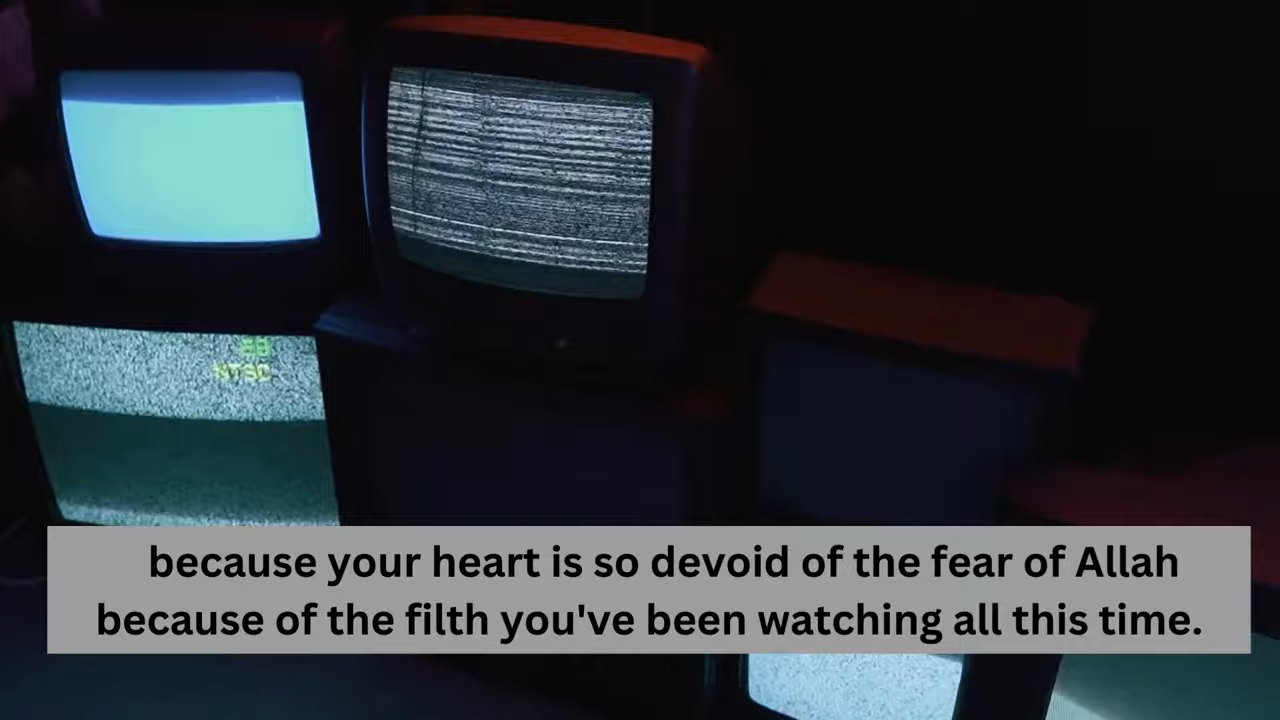 NTSC
because your heart is so devoid of the fear of Allah
because of the filth you've been watching all this time.